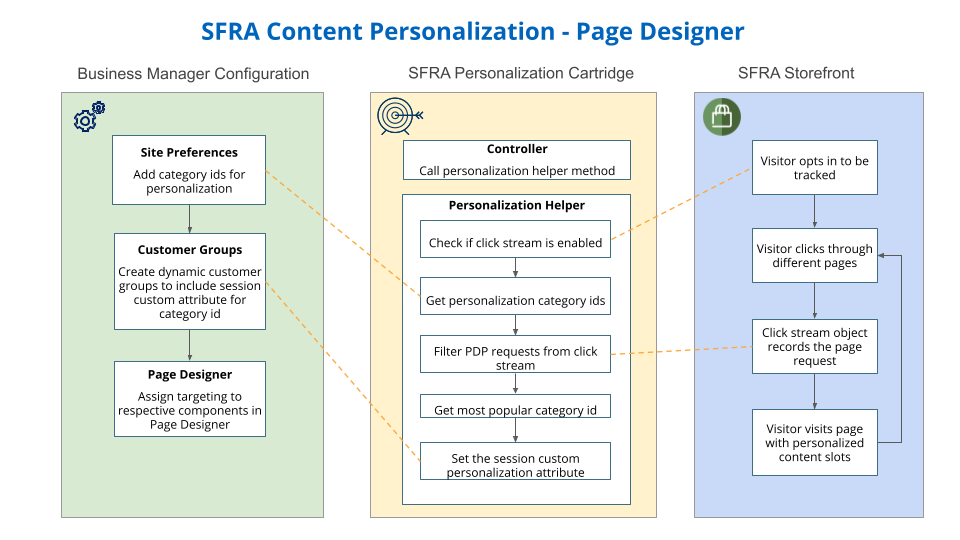 SFRA Content Personalization - Page Designer
Business Manager Configuration
Site Preferences
Add category ids for
personalization
Customer Groups
Create dynamic customer
groups to include session
custom attribute for
category id
Page Designer
Assign targeting to
respective components in
Page Designer
SFRA Personalization Cartridge
Controller
Call personalization helper method
Personalization Helper
Check if click stream is enabled
Get personalization category ids
Filter PDP requests from click
stream
Get most popular category id
Set the session custom
personalization attribute
SFRA Storefront
Visitor opts in to be
tracked
Visitor clicks through
different pages
Click stream object
records the page
request
Visitor visits page
with personalized
content slots